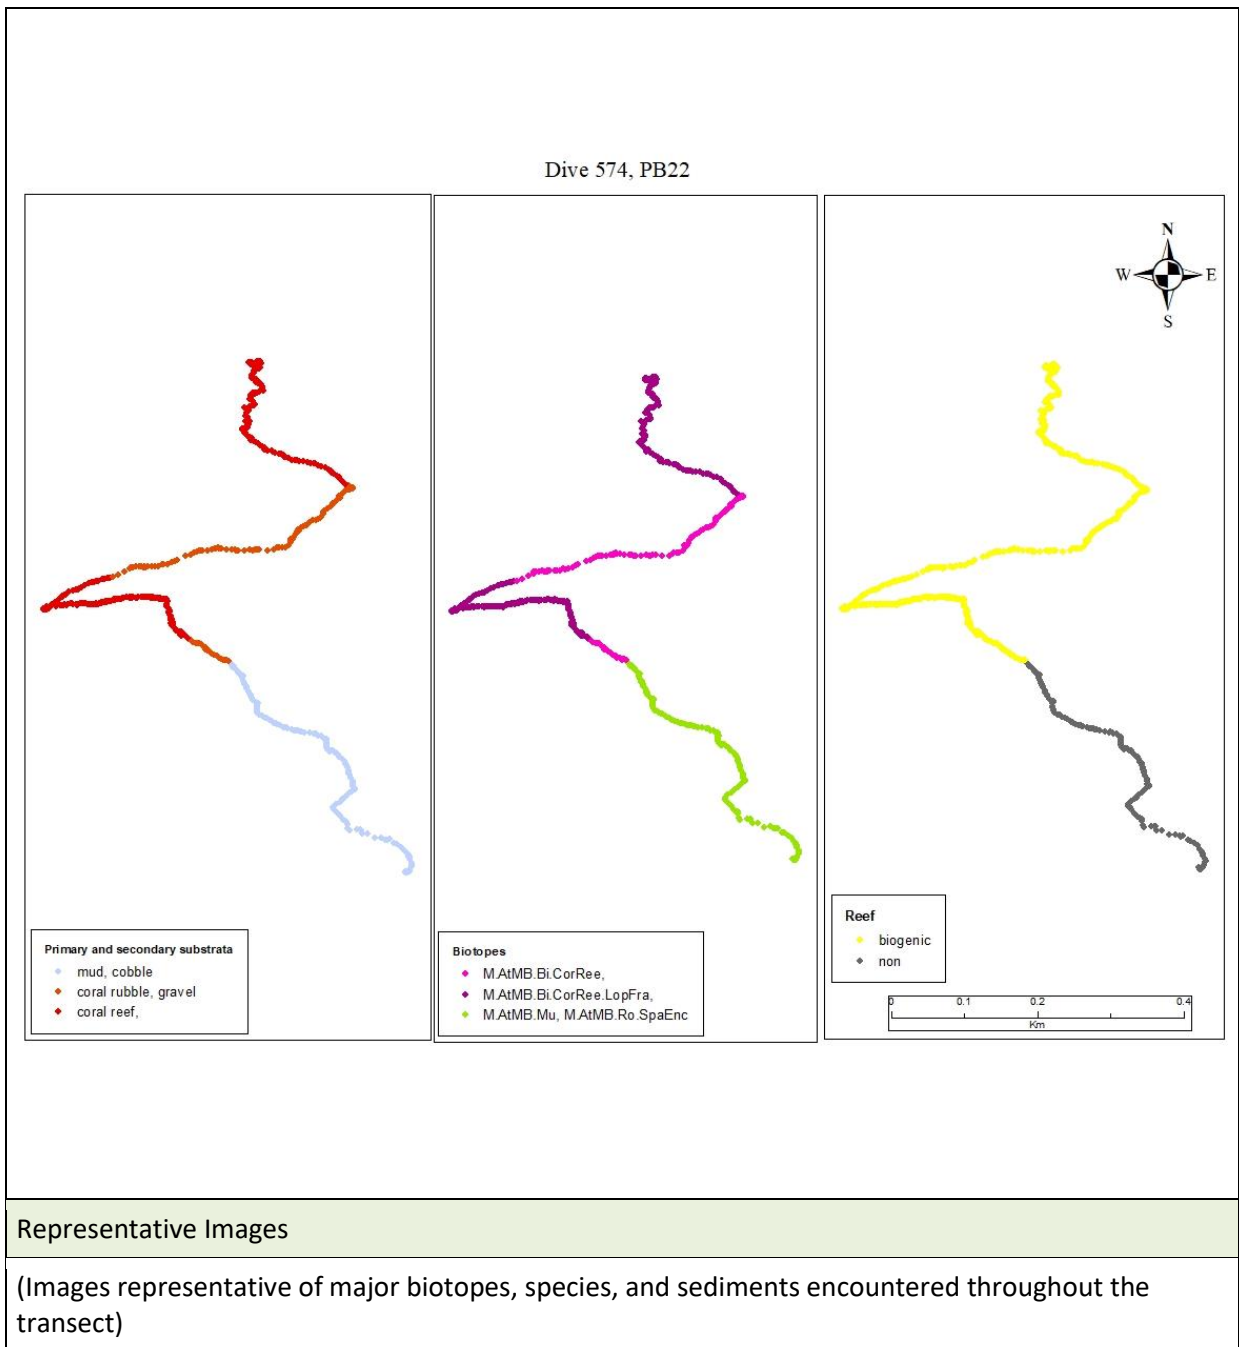 Dive 574, PB22
N
W E
S
Primary and secondary substrata
mud, cobble
coral rubble, gravel
coral reef,
Biotopes
M.AtMB.Bi.CorRee,
M.AtMB.Bi.CorRee.LopFra,
M.AtMB.Mu, M.AtMB.Ro.SpaEnc
Reef
biogenic
non
0 0.1 0.2 0.4
Km
Representative Images
(Images representative of major biotopes, species, and sediments encountered throughout the
transect)